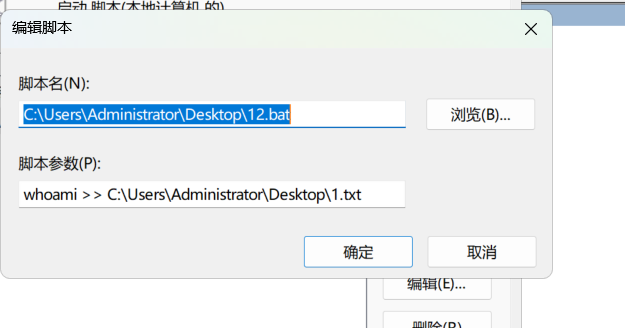 启动 脚本(本地计算机 的)
编辑脚本
脚本名(N):
C:\Users\Administrator\Desktop\12.bat
浏览(B)...
脚本参数(P):
whoami >> C:\Users\Administrator\Desktop\1.txt
确定
取消
编辑(E)...
删除(R)